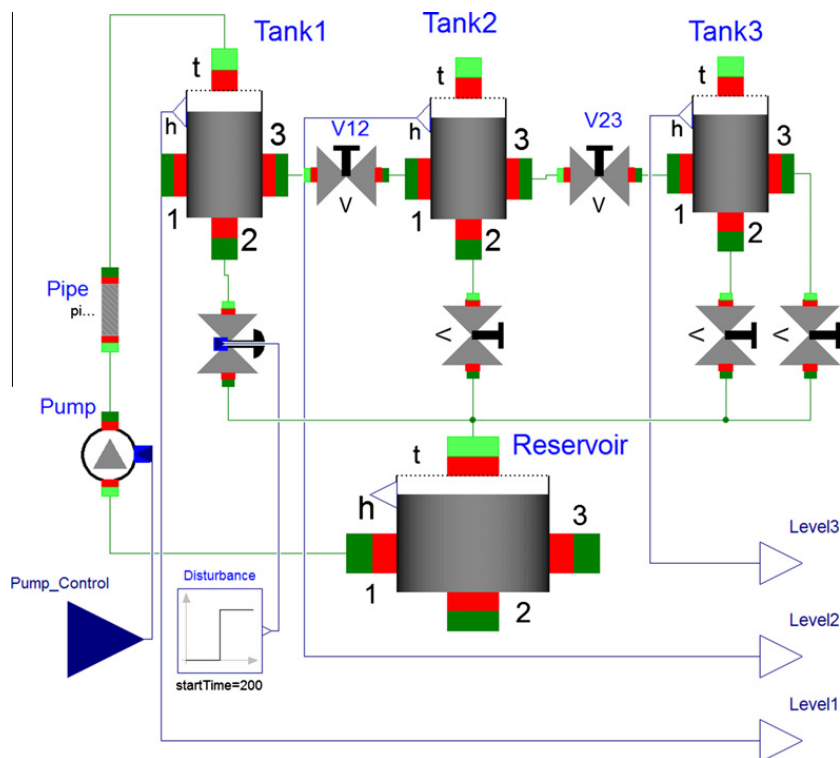 Tank1
Tank2
Tank3
t
t
t
h
h
h
3
V12
3
V23
3
V
V
1
2
1
2
1
2
Pipe
pi...
<
<
<
Pump
Reservoir
t
h
3
1
2
Level3
Pump_Control
Disturbance
Level2
startTime=200
Level1